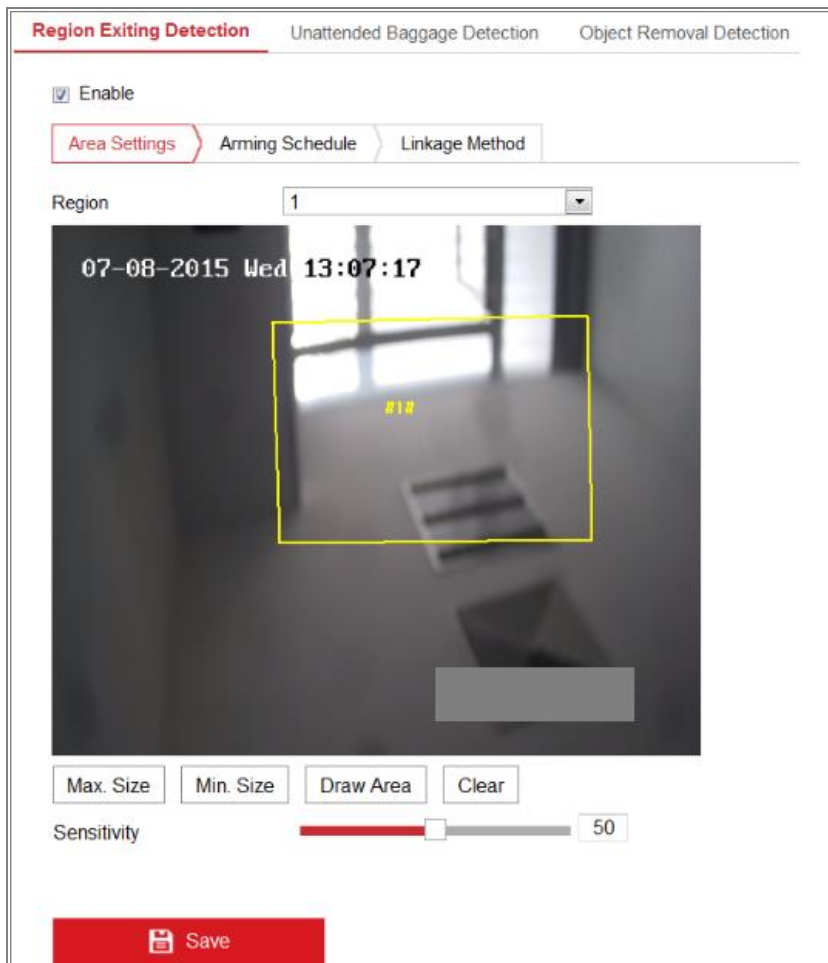 Region Exiting Detection Unattended Baggage Detection Object Removal Detection
Enable
Area Settings Arming Schedule Linkage Method
Region 1
07-08-2015 Wed 13:07:17
#1#
Max. Size Min. Size Draw Area Clear
Sensitivity 50
Save